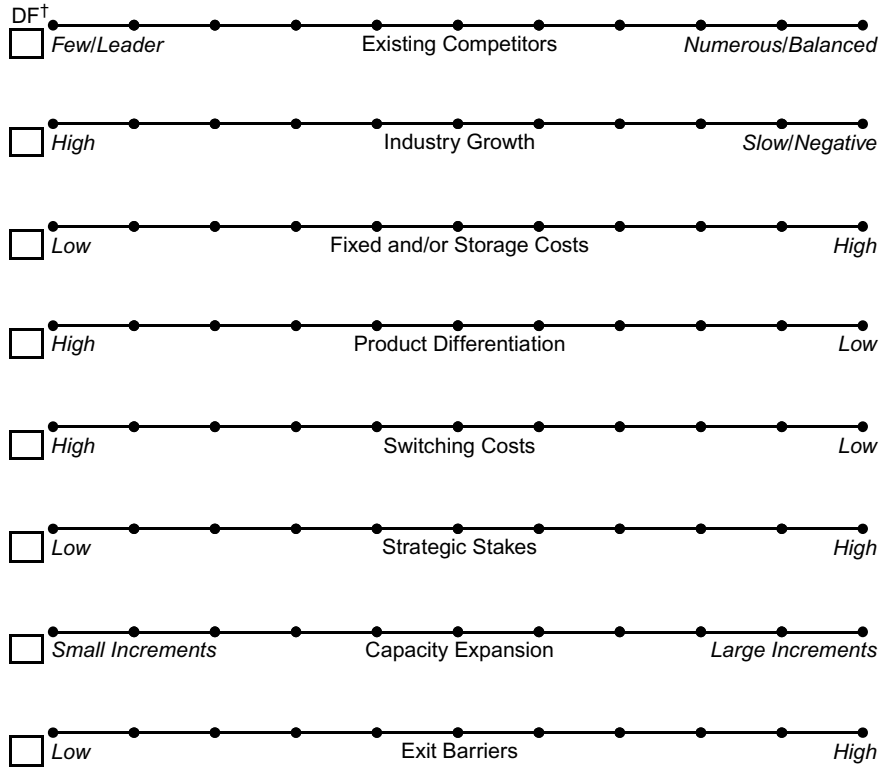 DF†
Few/Leader Existing Competitors Numerous/Balanced
High Industry Growth Slow/Negative
Low Fixed and/or Storage Costs High
High Product Differentiation Low
High Switching Costs Low
Low Strategic Stakes High
Small Increments Capacity Expansion Large Increments
Low Exit Barriers High